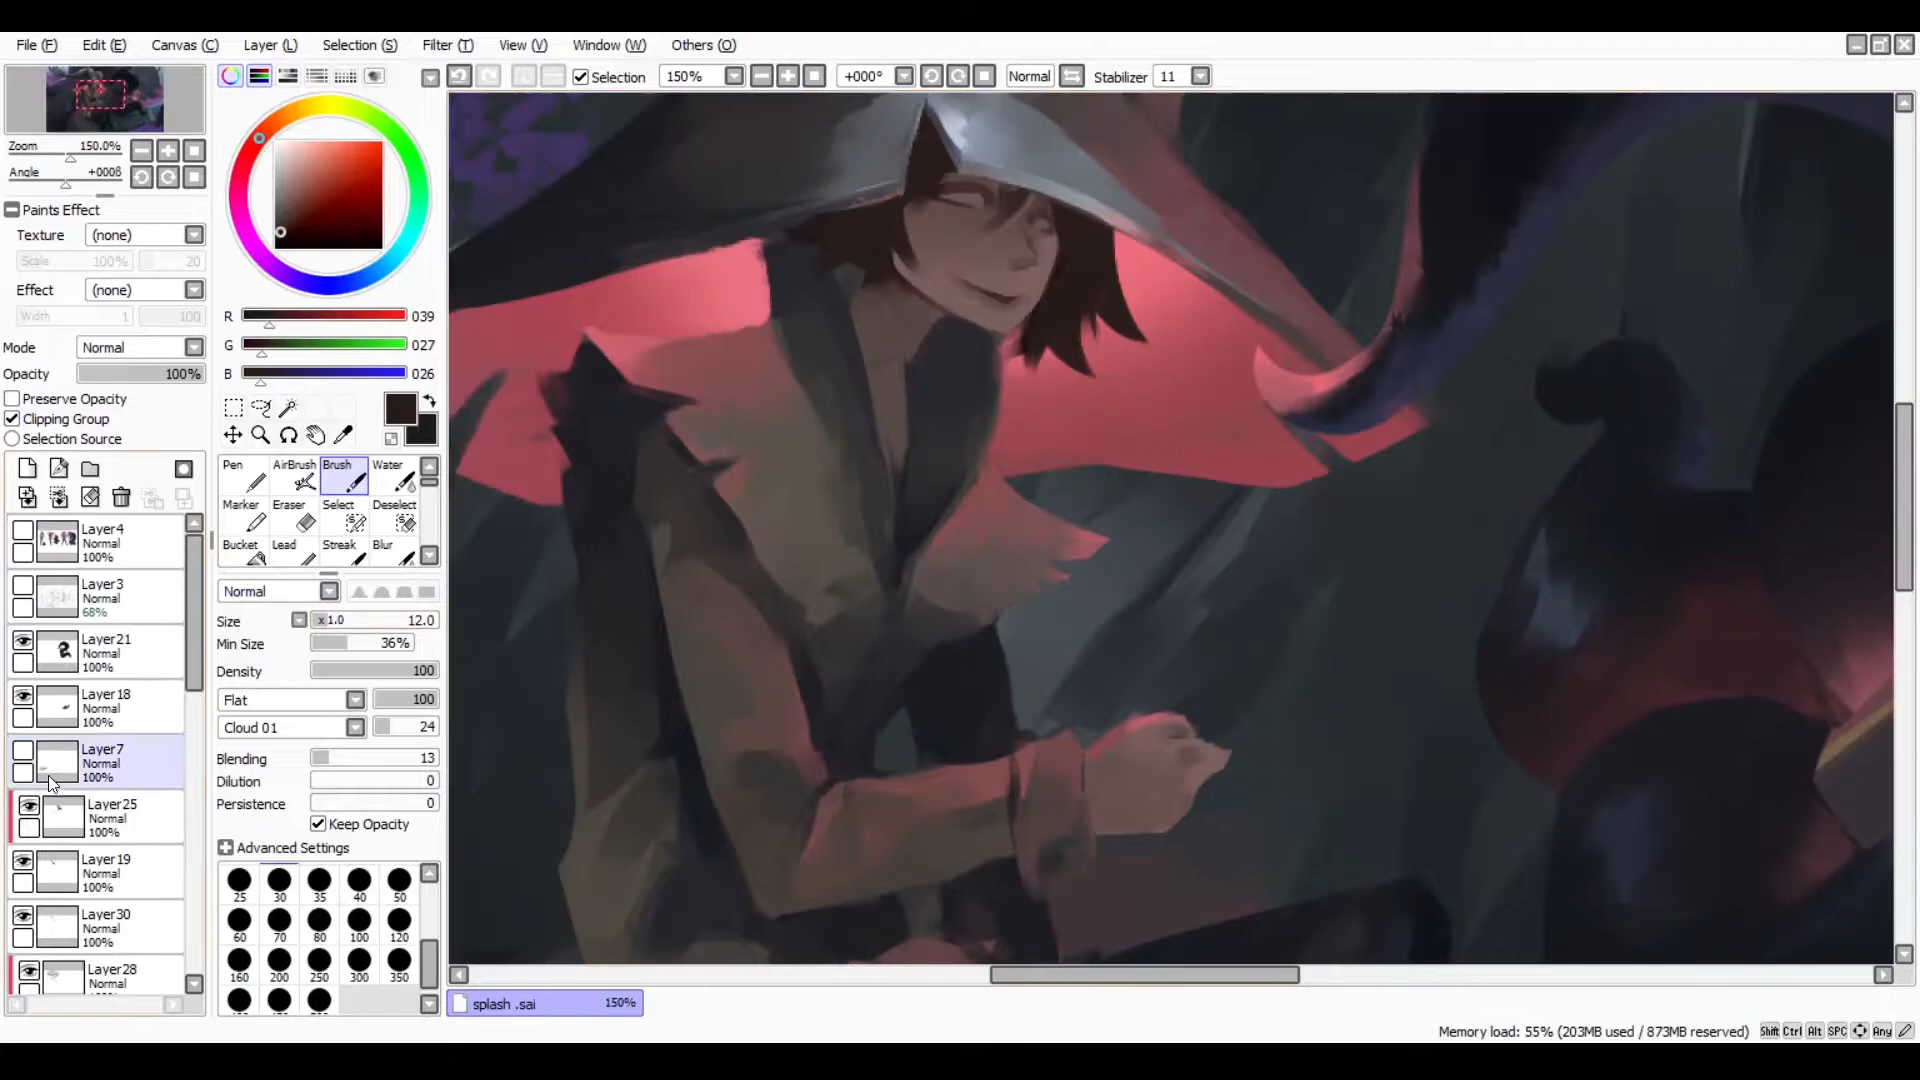 File (F) Edit (E) Canvas (C) Layer (L) Selection (S) Filter (T) View (V) Window (W) Others (O)
Selection 150% +000° Normal Stabilizer 11
Zoom 150.0%
Angle +000ß
Paints Effect
Texture (none)
Scale 100% 20
Effect (none)
Width 1 100
Mode Normal
Opacity 100%
Preserve Opacity
Clipping Group
Selection Source
Layer4
Normal
100%
Layer3
Normal
68%
Layer21
Normal
100%
Layer18
Normal
100%
Layer7
Normal
100%
Layer25
Normal
100%
Layer19
Normal
100%
Layer30
Normal
100%
Layer28
Normal
R 039
G 027
B 026
Pen AirBrush Brush Water
Marker Eraser Select Deselect
Bucket Lead Streak Blur
Normal
Size x1.0 12.0
Min Size 36%
Density 100
Flat 100
Cloud 01 24
Blending 13
Dilution 0
Persistence 0
Keep Opacity
Advanced Settings
25 30 35 40 50
60 70 80 100 120
160 200 250 300 350
splash .sai 150%
Memory load: 55% (203MB used / 873MB reserved) Shift Ctrl Alt SPC Any